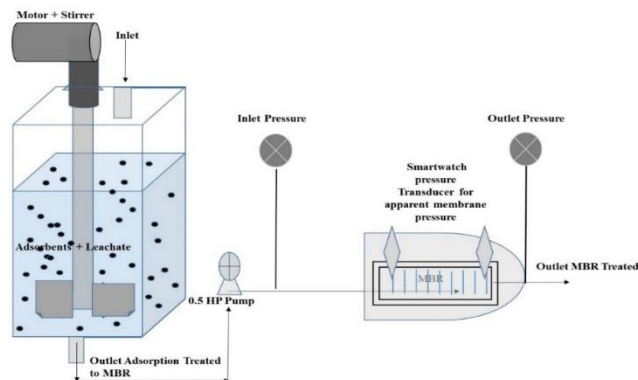 Motor + Stirrer
Inlet
Adsorbents + Leachate
Outlet Adsorption Treated
to MBR
0.5 HP Pump
Inlet Pressure
Smartwatch
pressure
Transducer for
apparent membrane
pressure
MBR
Outlet Pressure
Outlet MBR Treated